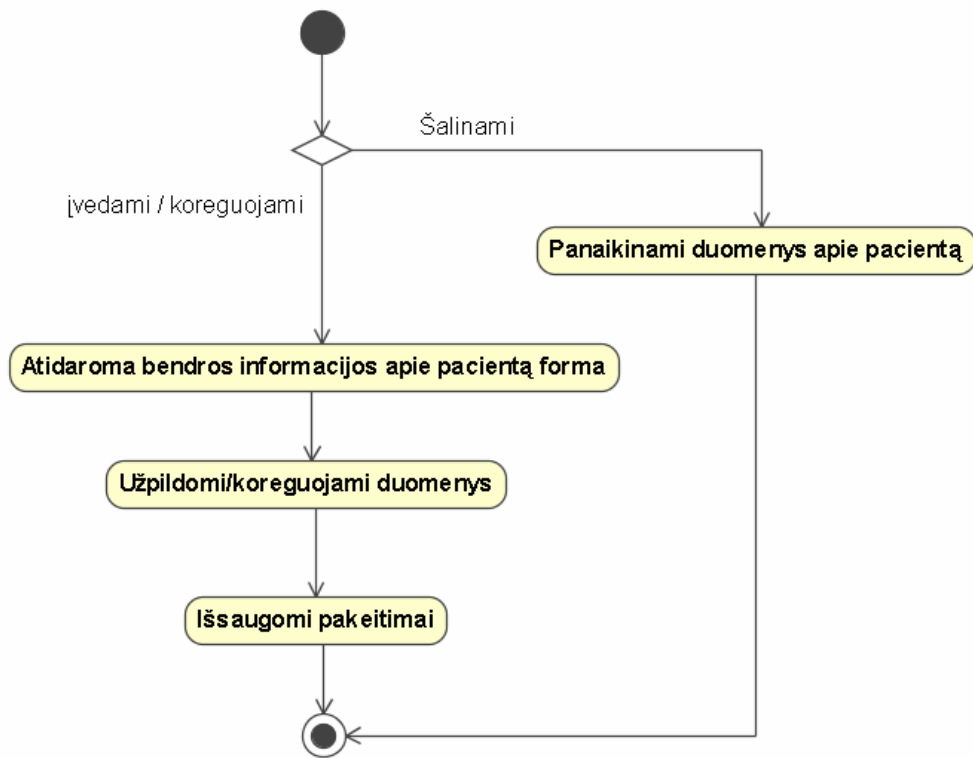 Šalinami
įvedami / koreguojami
Panaikinami duomenys apie pacientą
Atidaroma bendros informacijos apie pacientą forma
Užpildomi/koreguojami duomenys
Išsaugomi pakeitimai